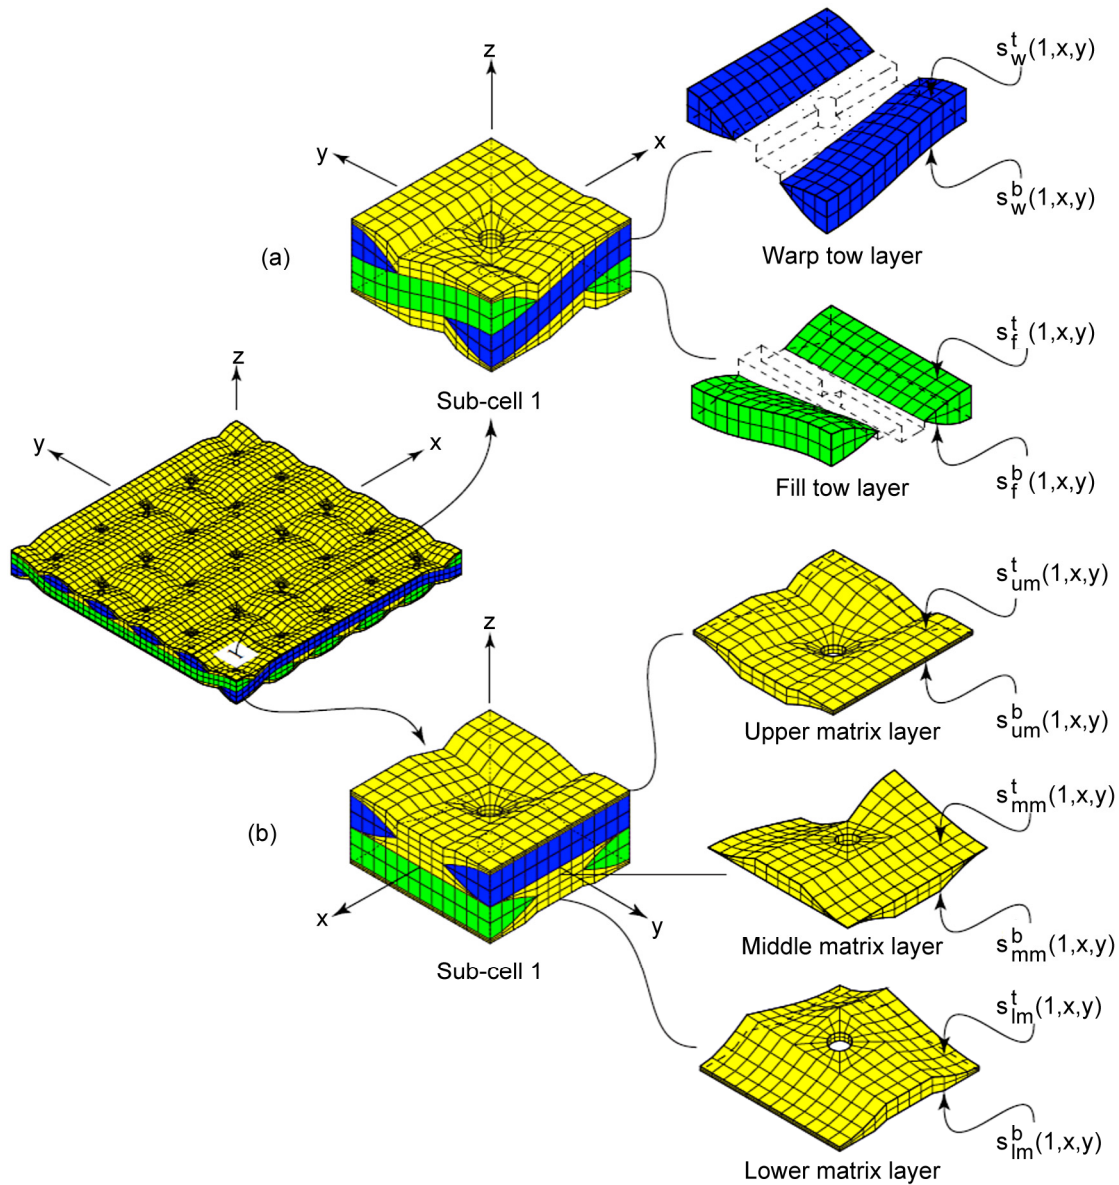 z
y
x
(a)
Sub-cell 1
s_w^t(1,x,y)
s_w^b(1,x,y)
Warp tow layer
s_f^t(1,x,y)
s_f^b(1,x,y)
Fill tow layer
z
y
x
z
(b)
x
y
Sub-cell 1
s_um^t(1,x,y)
s_um^b(1,x,y)
Upper matrix layer
s_mm^t(1,x,y)
s_mm^b(1,x,y)
Middle matrix layer
s_lm^t(1,x,y)
s_lm^b(1,x,y)
Lower matrix layer